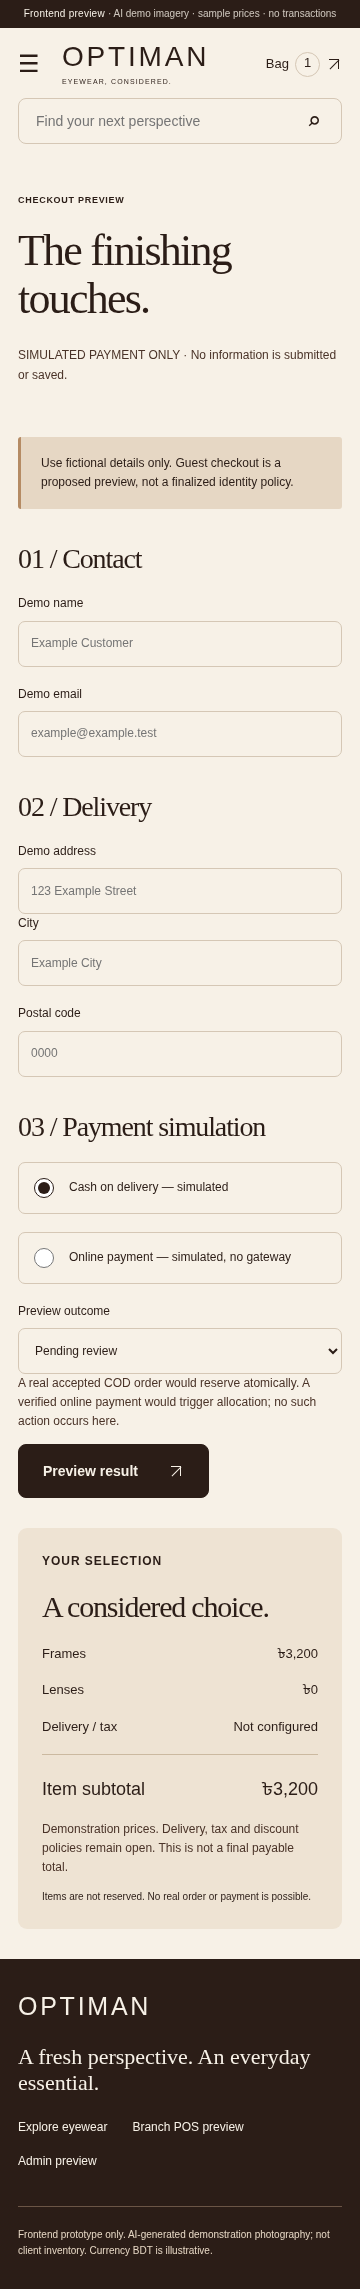 Frontend preview · AI demo imagery · sample prices · no transactions
OPTIMAN
EYEWEAR, CONSIDERED.
Bag 1
Find your next perspective
CHECKOUT PREVIEW
The finishing
touches.
SIMULATED PAYMENT ONLY · No information is submitted
or saved.
Use fictional details only. Guest checkout is a
proposed preview, not a finalized identity policy.
01 / Contact
Demo name
Example Customer
Demo email
example@example.test
02 / Delivery
Demo address
123 Example Street
City
Example City
Postal code
0000
03 / Payment simulation
Cash on delivery — simulated
Online payment — simulated, no gateway
Preview outcome
Pending review
A real accepted COD order would reserve atomically. A
verified online payment would trigger allocation; no such
action occurs here.
Preview result
YOUR SELECTION
A considered choice.
Frames ৳3,200
Lenses ৳0
Delivery / tax Not configured
Item subtotal ৳3,200
Demonstration prices. Delivery, tax and discount
policies remain open. This is not a final payable
total.
Items are not reserved. No real order or payment is possible.
OPTIMAN
A fresh perspective. An everyday
essential.
Explore eyewear Branch POS preview
Admin preview
Frontend prototype only. AI-generated demonstration photography; not
client inventory. Currency BDT is illustrative.